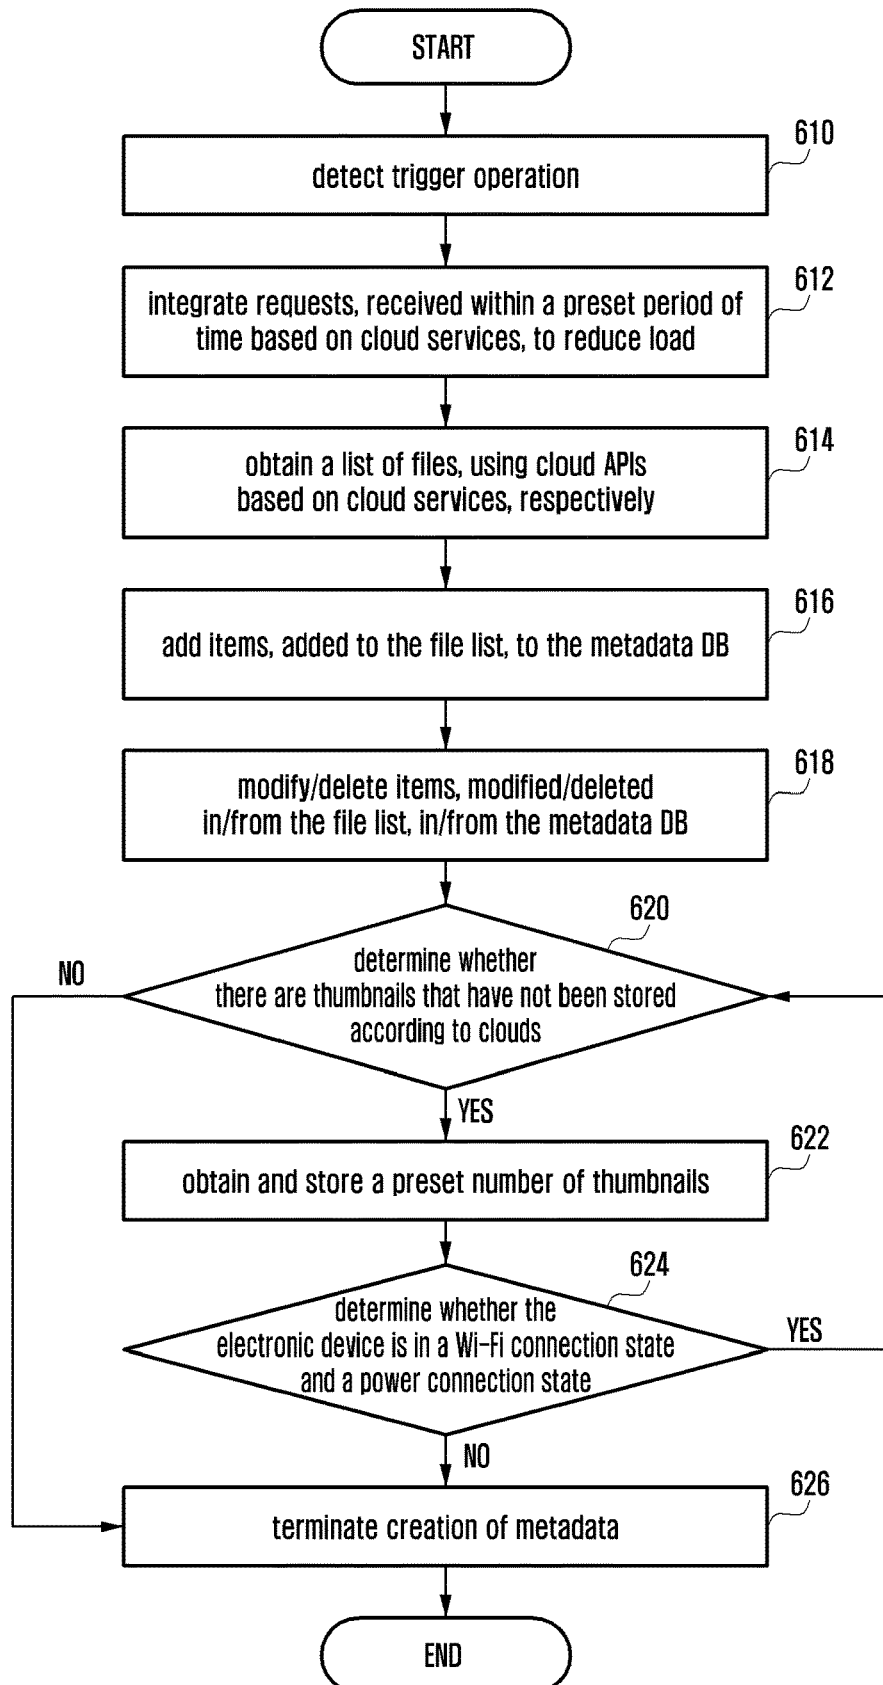 START
610
detect trigger operation
612
integrate requests, received within a preset period of
time based on cloud services, to reduce load
614
obtain a list of files, using cloud APIs
based on cloud services, respectively
616
add items, added to the file list, to the metadata DB
618
modify/delete items, modified/deleted
in/from the file list, in/from the metadata DB
620
NO
determine whether
there are thumbnails that have not been stored
according to clouds
YES
622
obtain and store a preset number of thumbnails
624
determine whether the
electronic device is in a Wi-Fi connection state
and a power connection state
YES
NO
626
terminate creation of metadata
END